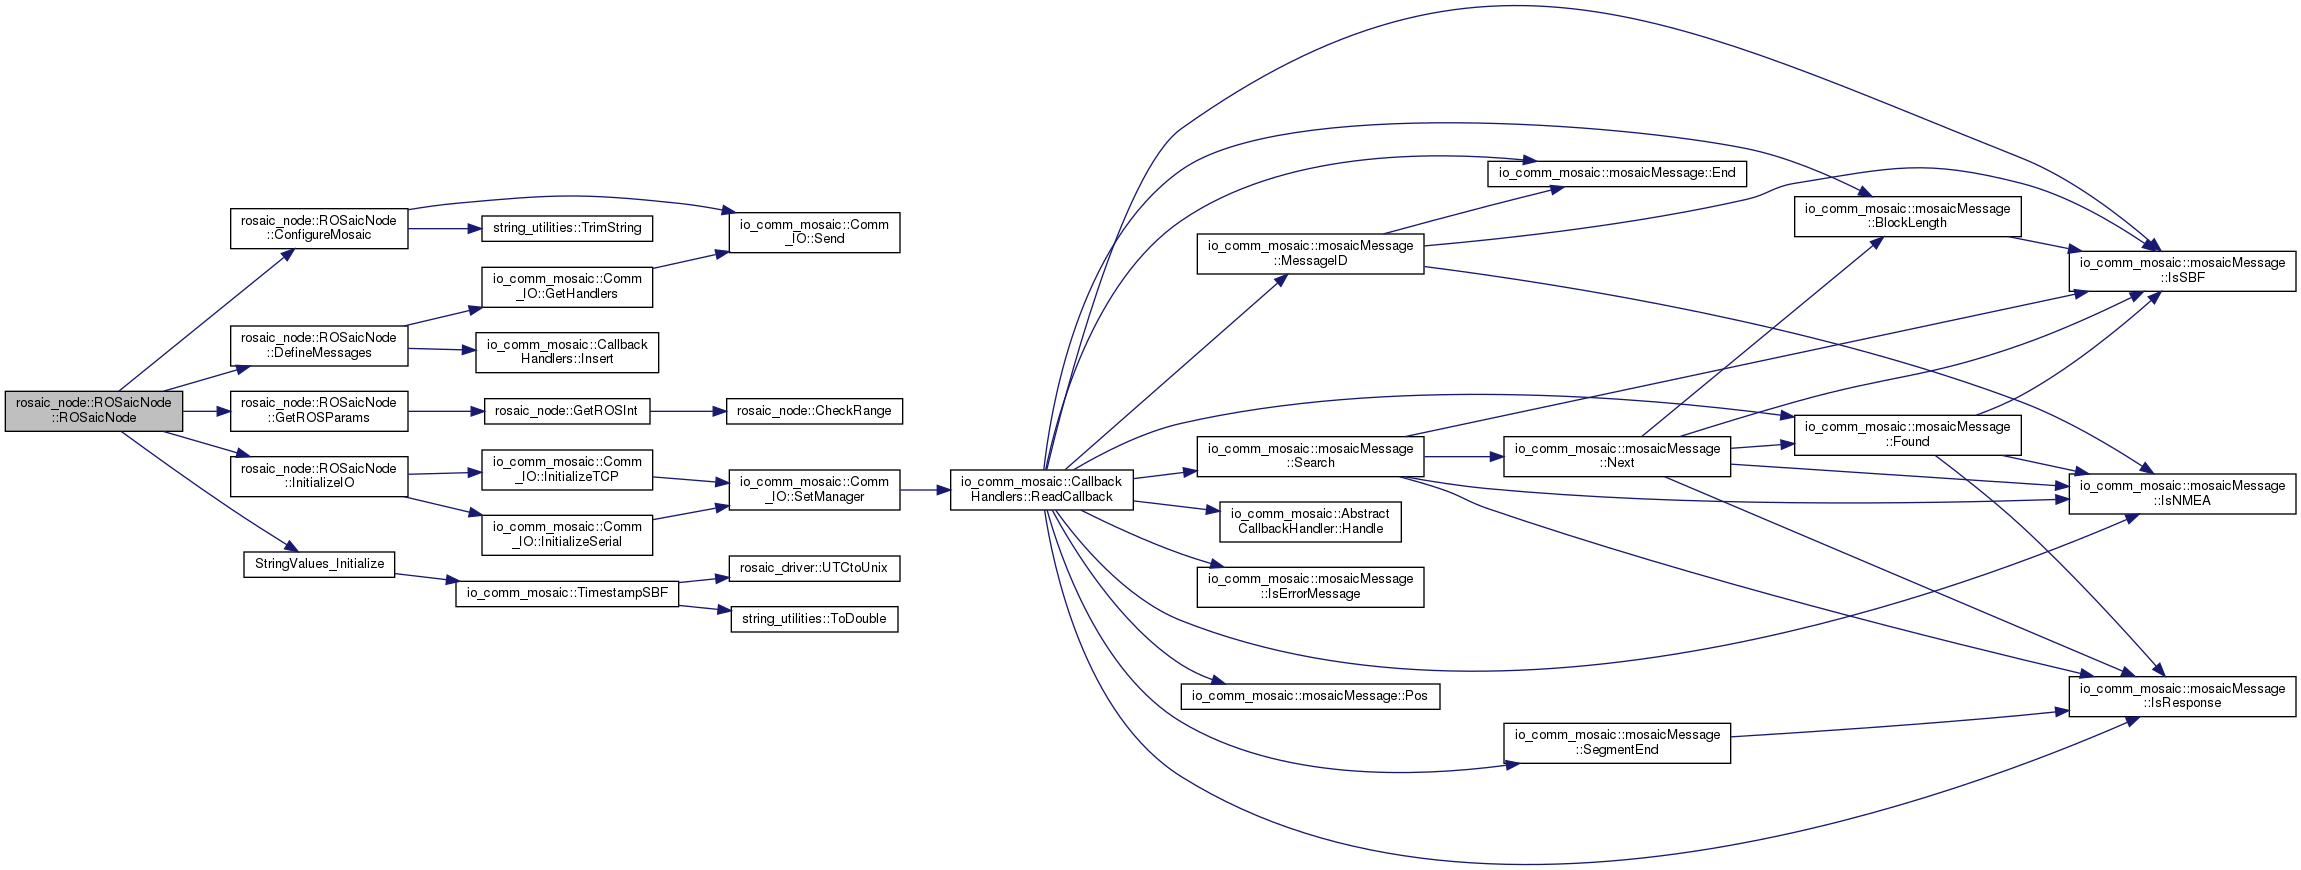 rosaic_node::ROSaicNode
::ROSaicNode
rosaic_node::ROSaicNode
::ConfigureMosaic
rosaic_node::ROSaicNode
::DefineMessages
rosaic_node::ROSaicNode
::GetROSParams
rosaic_node::ROSaicNode
::InitializeIO
StringValues_Initialize
string_utilities::TrimString
io_comm_mosaic::Comm
_IO::GetHandlers
io_comm_mosaic::Callback
Handlers::Insert
rosaic_node::GetROSInt
io_comm_mosaic::Comm
_IO::InitializeTCP
io_comm_mosaic::Comm
_IO::InitializeSerial
io_comm_mosaic::TimestampSBF
io_comm_mosaic::Comm
_IO::Send
rosaic_node::CheckRange
io_comm_mosaic::Comm
_IO::SetManager
rosaic_driver::UTCtoUnix
string_utilities::ToDouble
io_comm_mosaic::Callback
Handlers::ReadCallback
io_comm_mosaic::mosaicMessage
::MessageID
io_comm_mosaic::mosaicMessage
::Search
io_comm_mosaic::Abstract
CallbackHandler::Handle
io_comm_mosaic::mosaicMessage
::IsErrorMessage
io_comm_mosaic::mosaicMessage::Pos
io_comm_mosaic::mosaicMessage::End
io_comm_mosaic::mosaicMessage
::Next
io_comm_mosaic::mosaicMessage
::SegmentEnd
io_comm_mosaic::mosaicMessage
::BlockLength
io_comm_mosaic::mosaicMessage
::Found
io_comm_mosaic::mosaicMessage
::IsSBF
io_comm_mosaic::mosaicMessage
::IsNMEA
io_comm_mosaic::mosaicMessage
::IsResponse